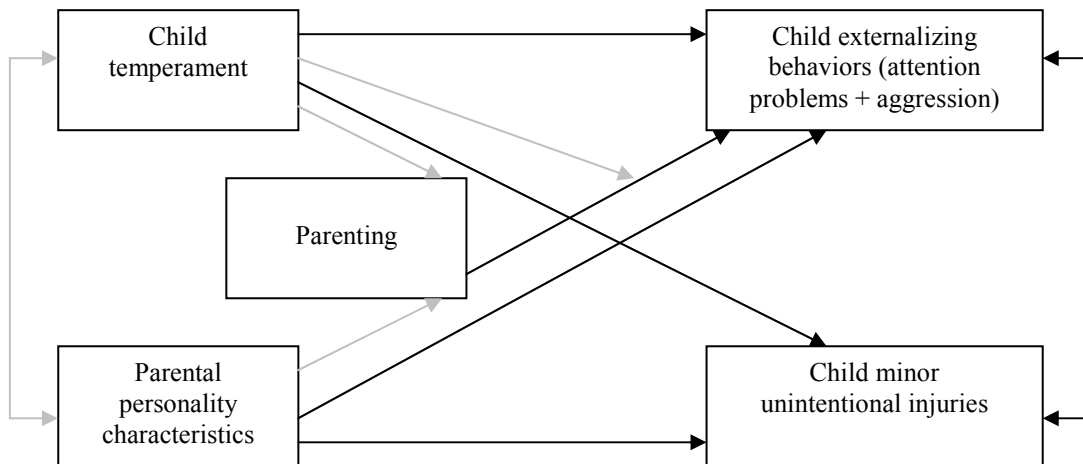 Child
temperament
Child externalizing
behaviors (attention
problems + aggression)
Parenting
Parental
personality
characteristics
Child minor
unintentional injuries